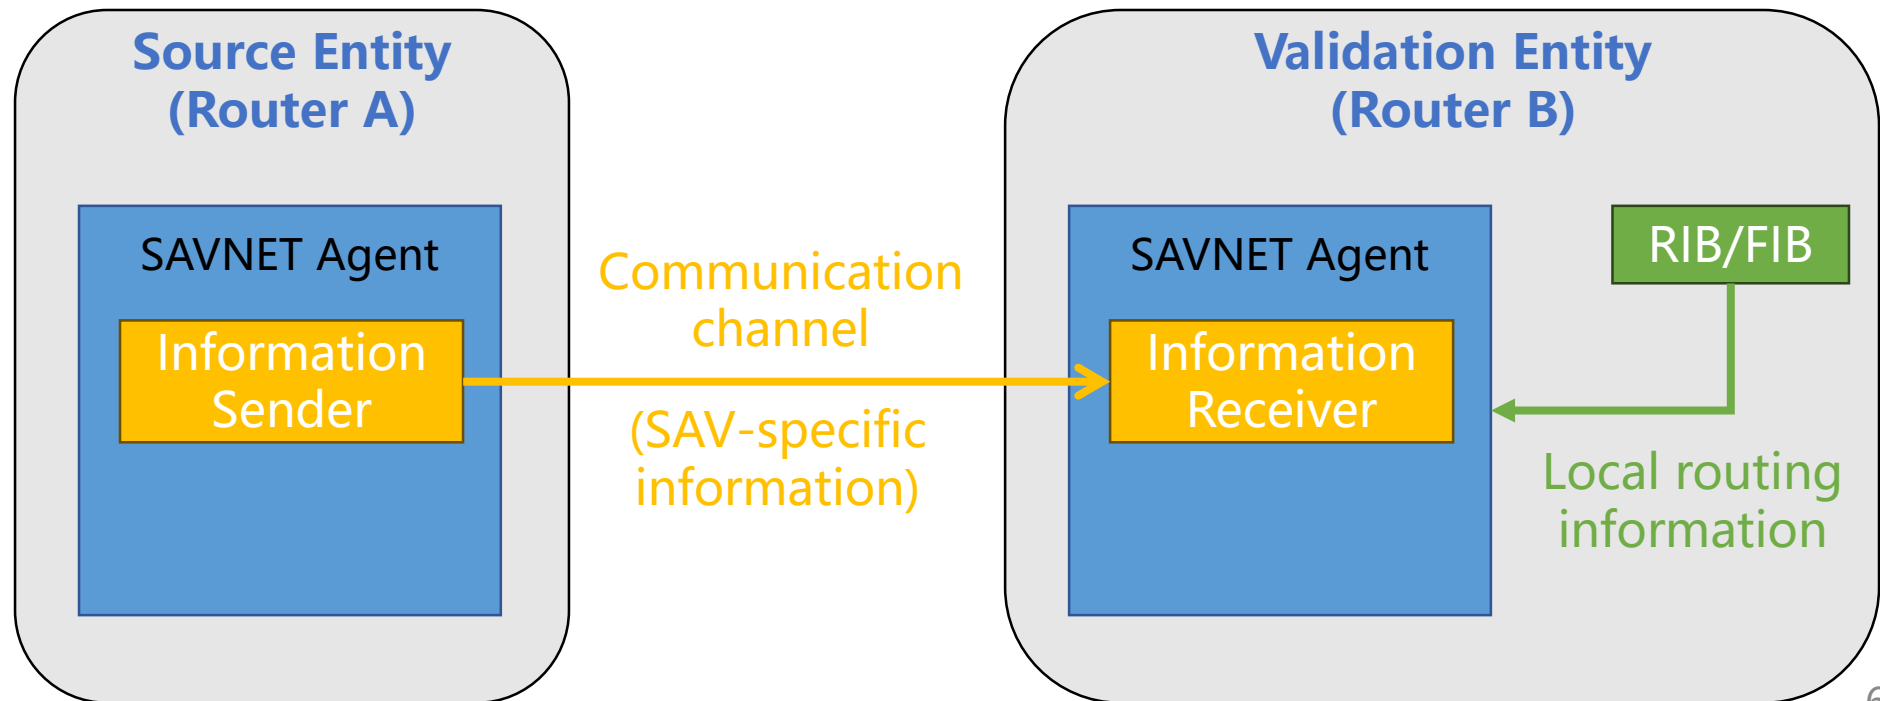 Source Entity
(Router A)
SAVNET Agent
Information
Sender
Communication
channel
(SAV-specific
information)
Validation Entity
(Router B)
SAVNET Agent
Information
Receiver
RIB/FIB
Local routing
information